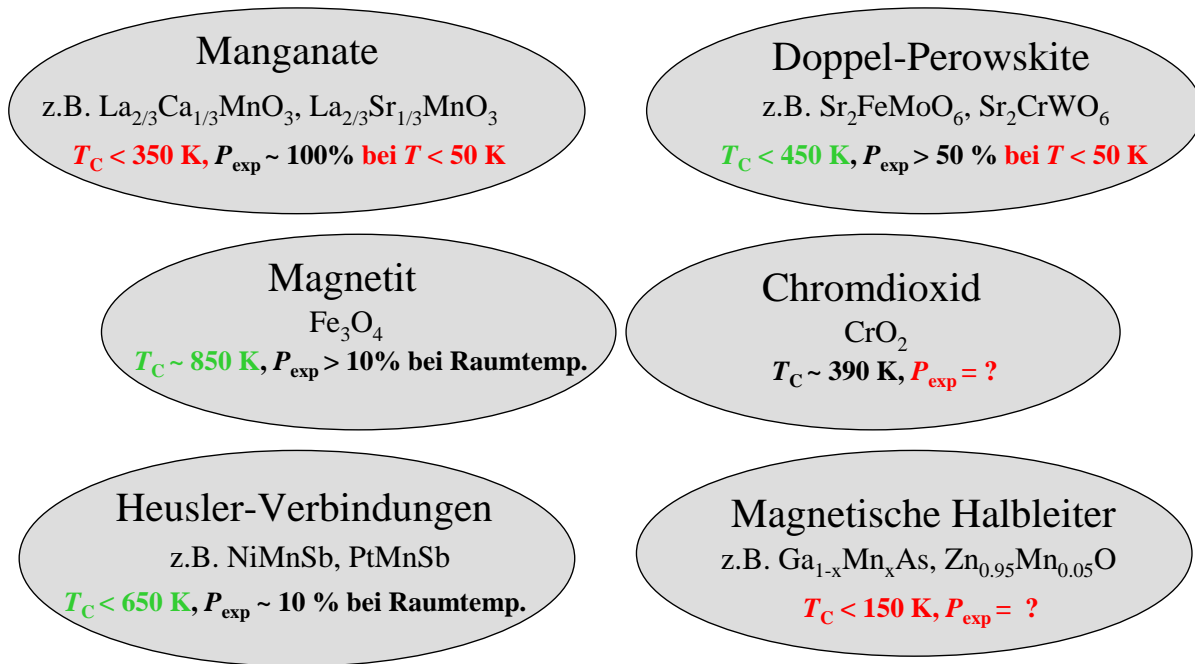 Manganate
z.B. La2/3Ca1/3MnO3, La2/3Sr1/3MnO3
TC < 350 K, Pexp ~ 100% bei T < 50 K
Doppel-Perowskite
z.B. Sr2FeMoO6, Sr2CrWO6
TC < 450 K, Pexp > 50 % bei T < 50 K
Magnetit
Fe3O4
TC ~ 850 K, Pexp > 10% bei Raumtemp.
Chromdioxid
CrO2
TC ~ 390 K, Pexp = ?
Heusler-Verbindungen
z.B. NiMnSb, PtMnSb
TC < 650 K, Pexp ~ 10 % bei Raumtemp.
Magnetische Halbleiter
z.B. Ga1-xMnxAs, Zn0.95Mn0.05O
TC < 150 K, Pexp = ?